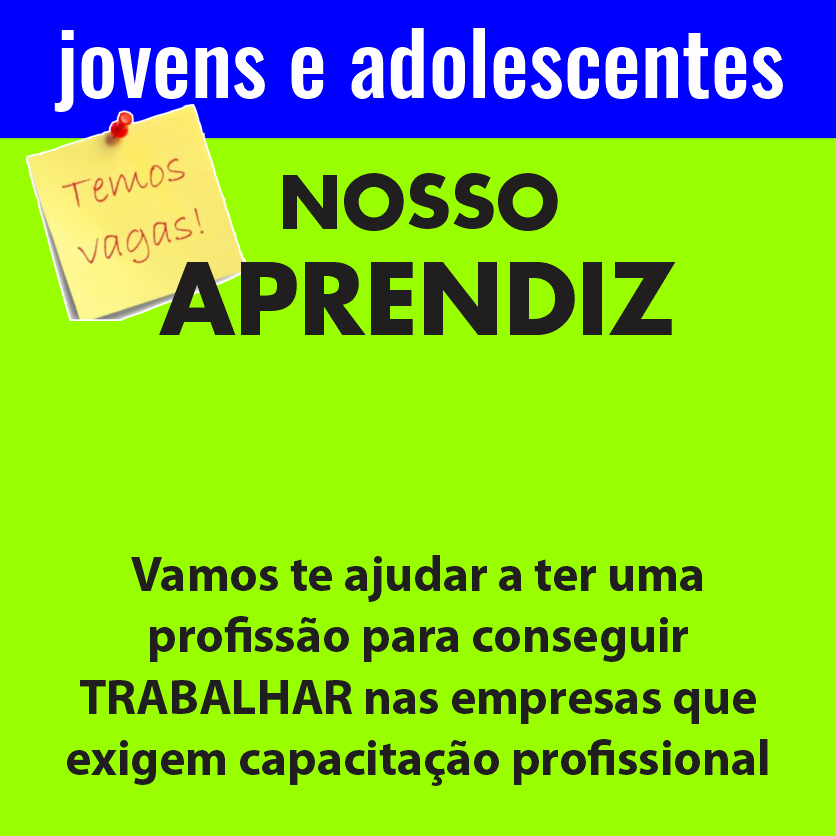 jovens e adolescentes
Temos
vagas!
NOSSO
APRENDIZ
Vamos te ajudar a ter uma
profissão para conseguir
TRABALHAR nas empresas que
exigem capacitação profissional